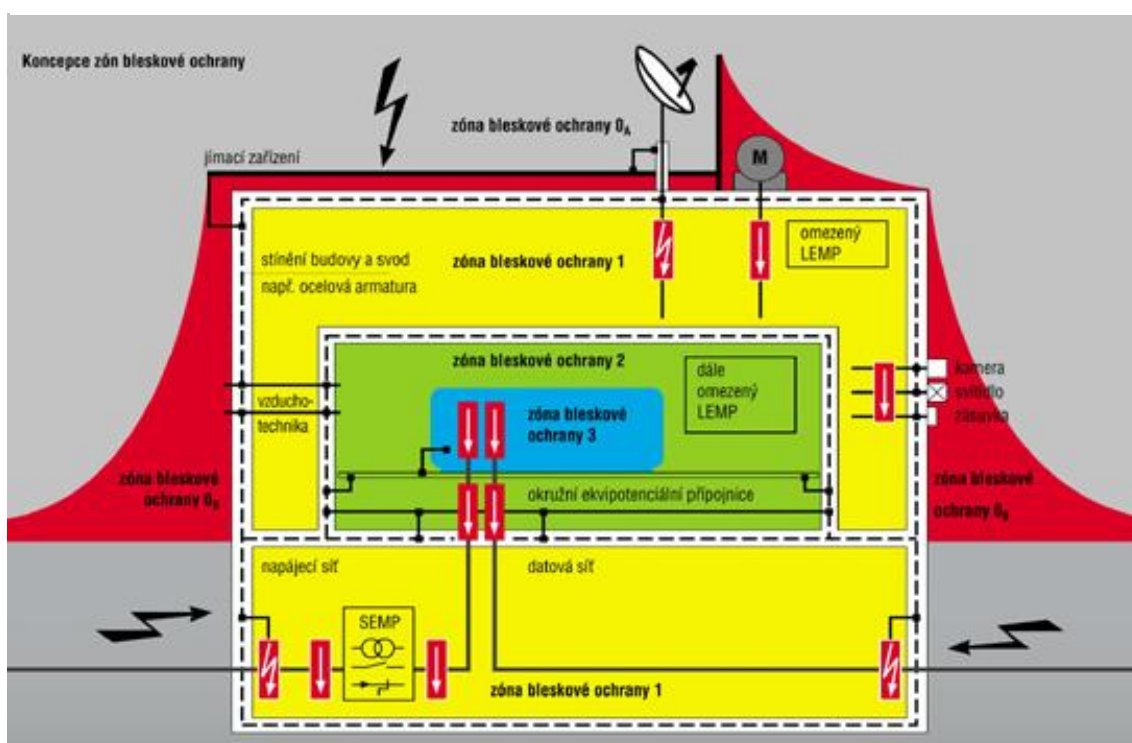 Koncepce zón bleskové ochrany
zóna bleskové ochrany 0A
jímací zařízení
M
omezený
LEMP
stínění budovy a svod
např. ocelová armatura
zóna bleskové ochrany 1
zóna bleskové ochrany 2
dále
omezený
LEMP
kamera
svítidlo
zásuvka
vzducho-
technika
zóna bleskové
ochrany 3
zóna bleskové
ochrany 0B
zóna bleskové
ochrany 0B
okružní ekvipotenciální přípojnice
napájecí síť
datová síť
SEMP
zóna bleskové ochrany 1